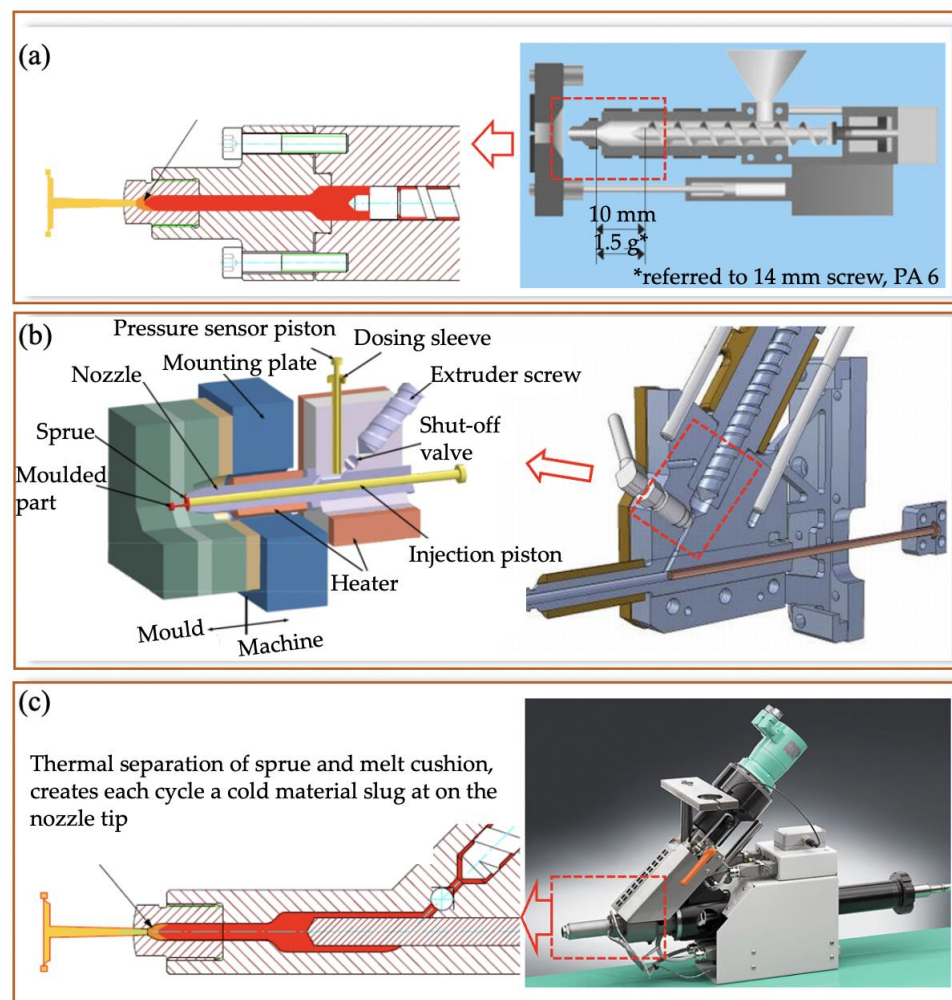 (a)
10 mm
1.5 g*
*referred to 14 mm screw, PA 6
(b)
Pressure sensor piston
Mounting plate
Dosing sleeve
Nozzle
Extruder screw
Sprue
Shut-off
valve
Moulded
part
Injection piston
Heater
Mould
Machine
(c)
Thermal separation of sprue and melt cushion,
creates each cycle a cold material slug at on the
nozzle tip